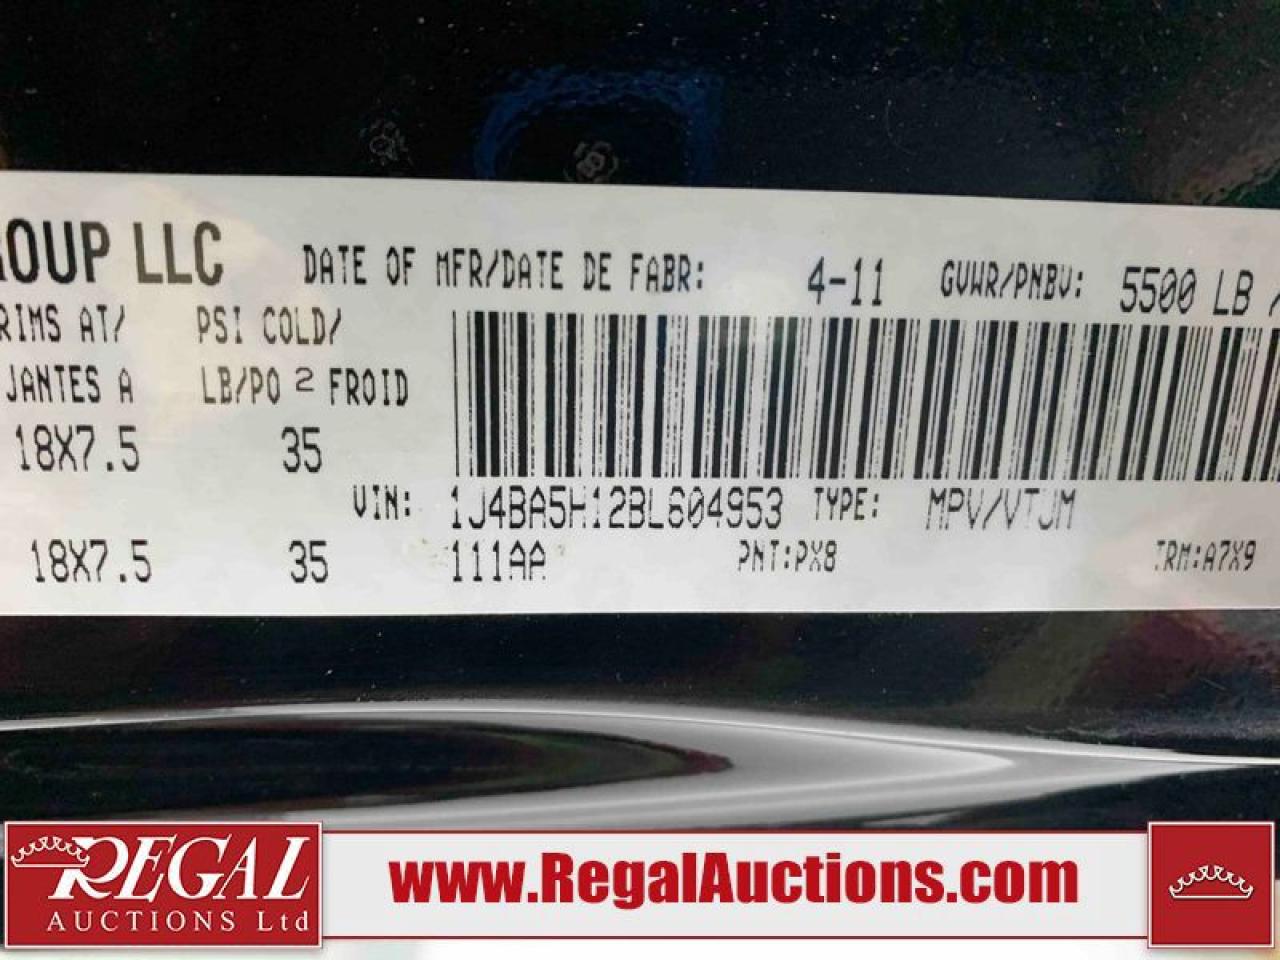 OUP LLC DATE OF MFR/DATE DE FABR: 4-11 GVWR/PNBV: 5500 LB /
RIMS AT/ PSI COLD/
JANTES A LB/PO 2 FROID
18X7.5 35
VIN: 1J4BA5H12BL604953 TYPE: MPV/VTUM
18X7.5 35 111AA PNT:PX8 TRM:A7X9
REGAL
AUCTIONS Ltd
www.RegalAuctions.com